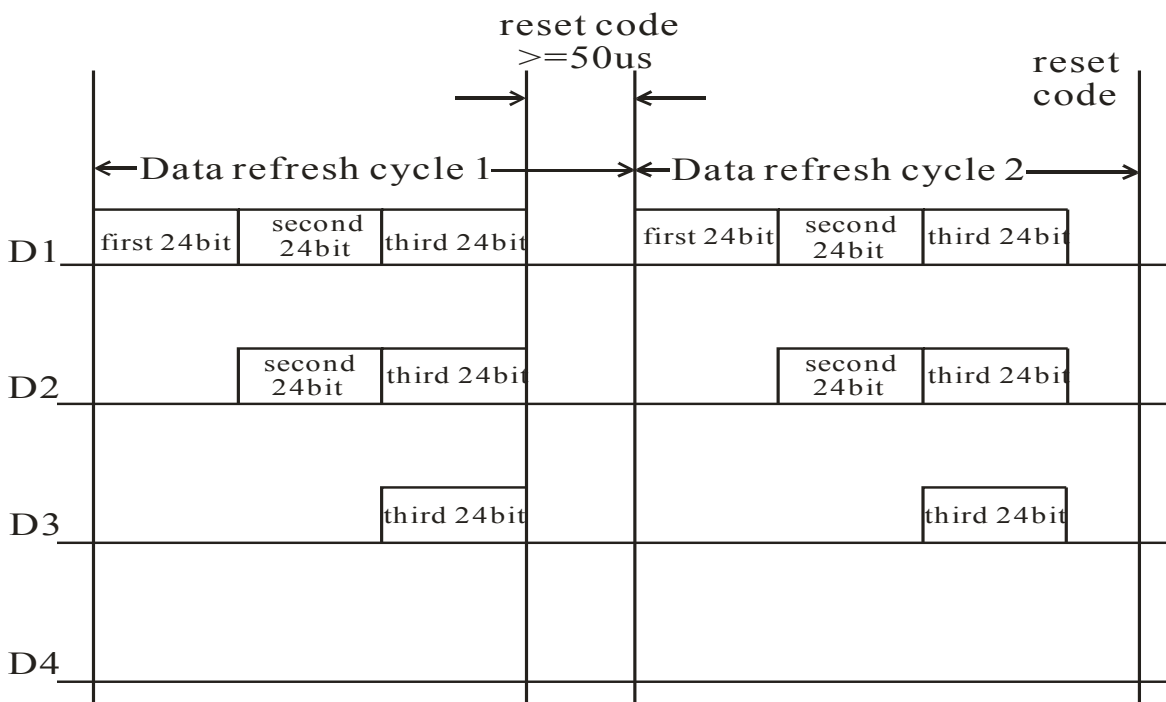 reset code
>=50us
reset
code
Data refresh cycle 1
Data refresh cycle 2
D1
first 24bit
second
24bit
third 24bit
first 24bit
second
24bit
third 24bit
D2
second
24bit
third 24bit
second
24bit
third 24bit
D3
third 24bit
third 24bit
D4